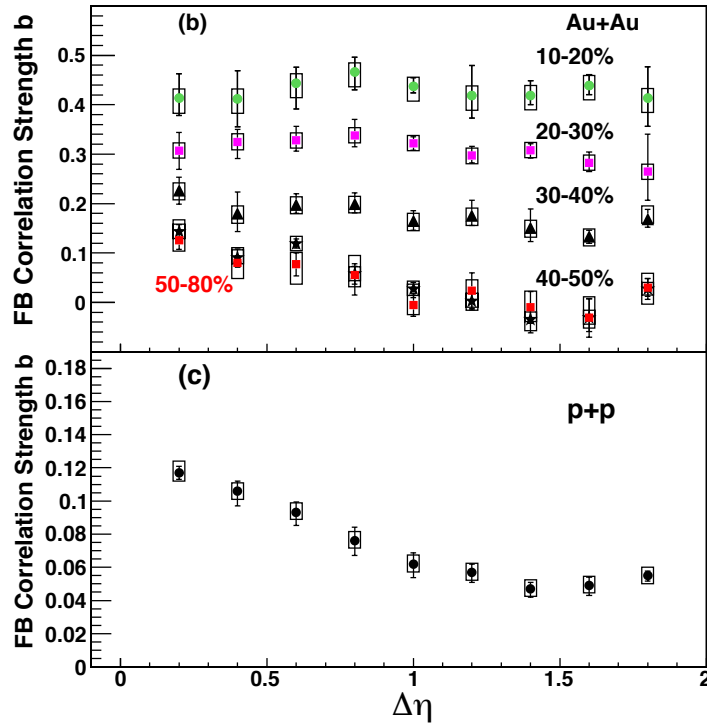 (b)
Au+Au
10-20%
20-30%
30-40%
40-50%
50-80%
FB Correlation Strength b
0.5
0.4
0.3
0.2
0.1
0
(c)
p+p
FB Correlation Strength b
0.18
0.16
0.14
0.12
0.1
0.08
0.06
0.04
0.02
0
0 0.5 1 1.5 2
Δη